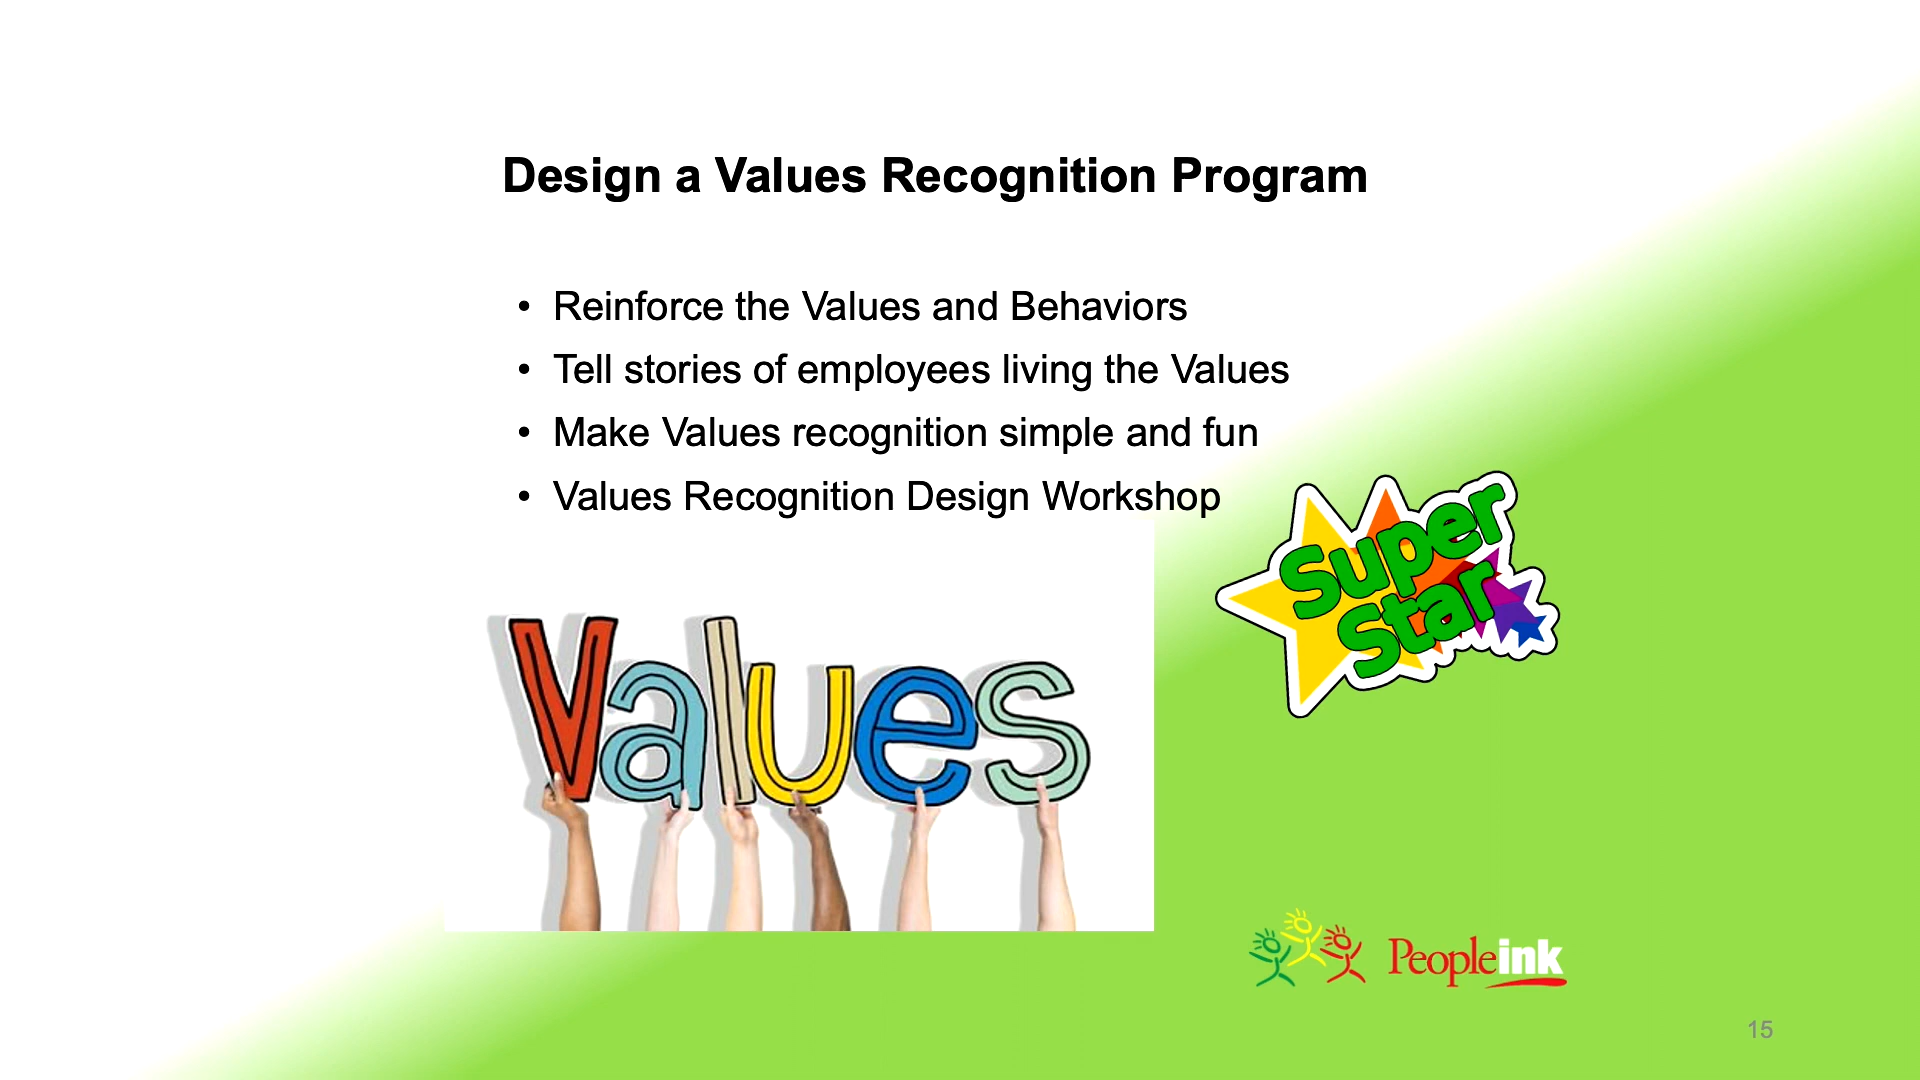 Design a Values Recognition Program
• Reinforce the Values and Behaviors
• Tell stories of employees living the Values
• Make Values recognition simple and fun
• Values Recognition Design Workshop
Super
Star
Values
Peopleink
15